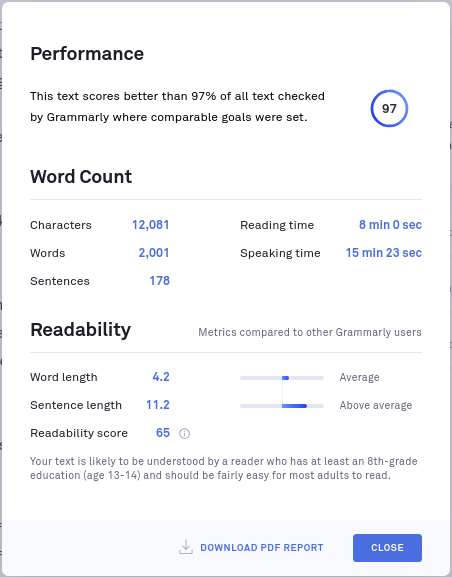 Performance
This text scores better than 97% of all text checked
by Grammarly where comparable goals were set.
97
Word Count
Characters 12,081 Reading time 8 min 0 sec
Words 2,001 Speaking time 15 min 23 sec
Sentences 178
Readability Metrics compared to other Grammarly users
Word length 4.2 Average
Sentence length 11.2 Above average
Readability score 65
Your text is likely to be understood by a reader who has at least an 8th-grade
education (age 13-14) and should be fairly easy for most adults to read.
DOWNLOAD PDF REPORT CLOSE